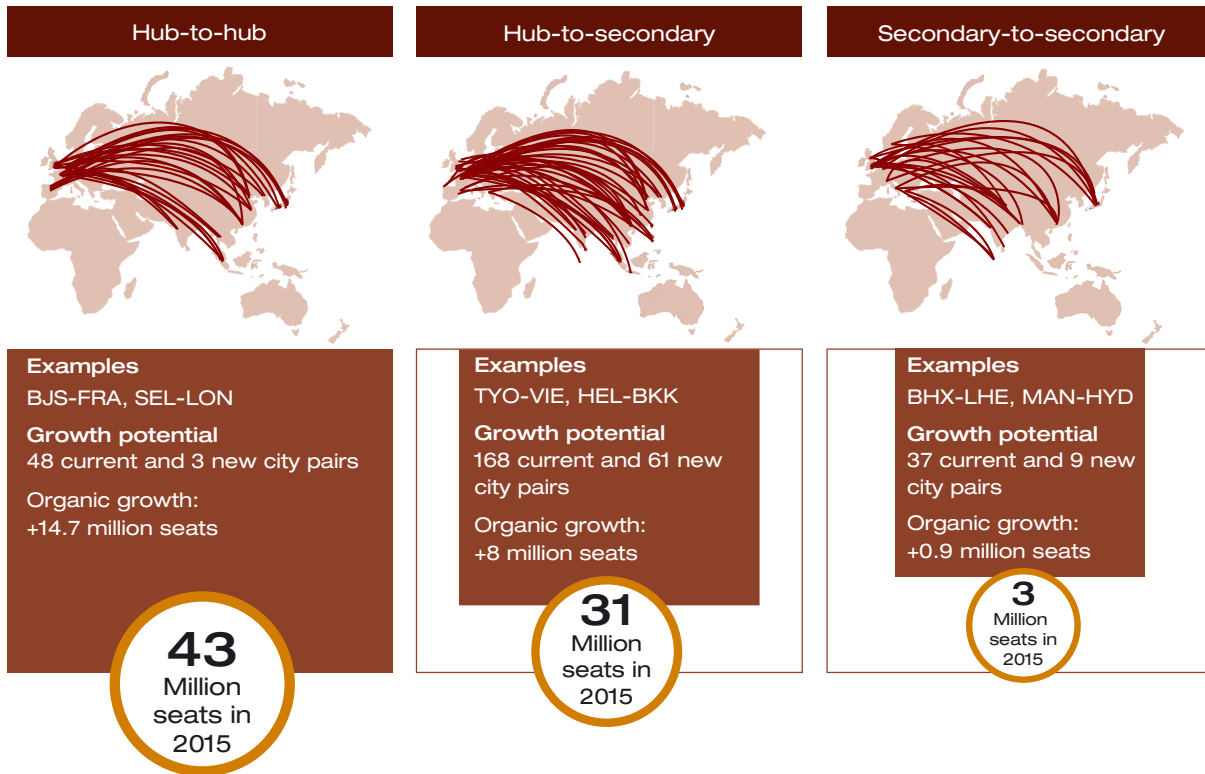 Hub-to-hub
Examples
BJS-FRA, SEL-LON
Growth potential
48 current and 3 new city pairs
Organic growth:
+14.7 million seats
43
Million
seats in
2015
Hub-to-secondary
Examples
TYO-VIE, HEL-BKK
Growth potential
168 current and 61 new
city pairs
Organic growth:
+8 million seats
31
Million
seats in
2015
Secondary-to-secondary
Examples
BHX-LHE, MAN-HYD
Growth potential
37 current and 9 new
city pairs
Organic growth:
+0.9 million seats
3
Million
seats in
2015